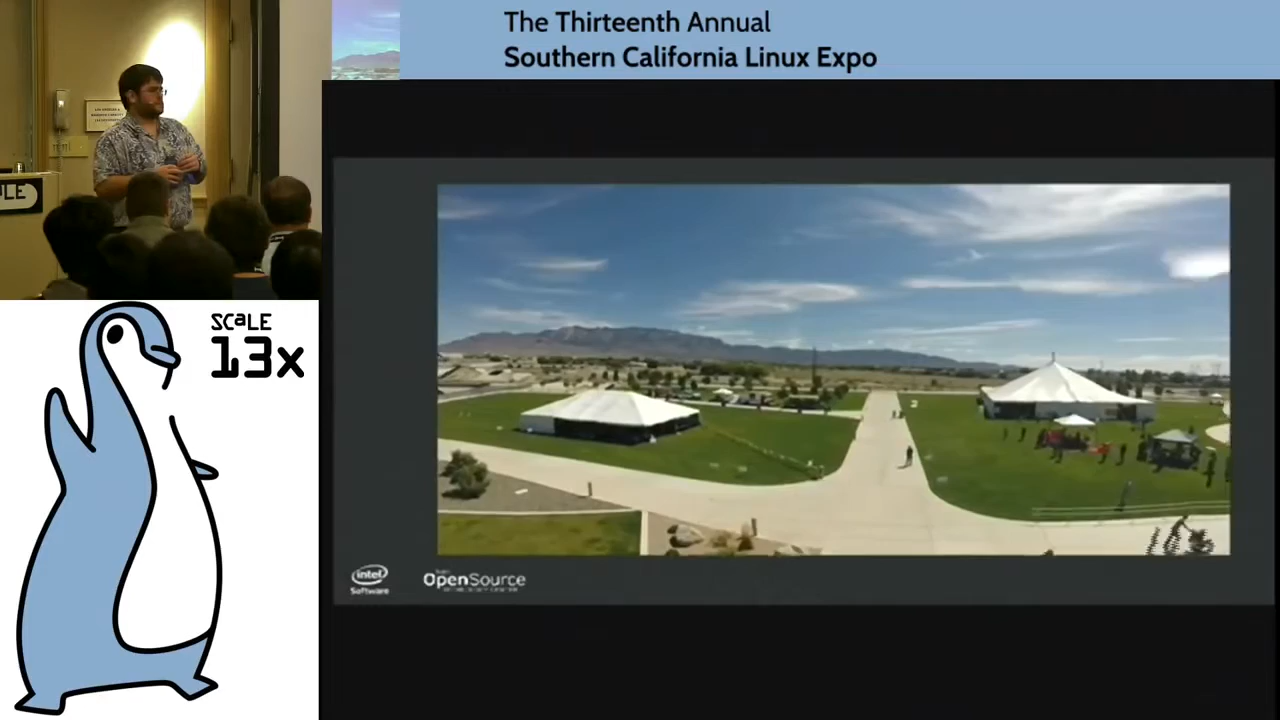 The Thirteenth Annual
Southern California Linux Expo
SCaLE
13x
intel
Software
OpenSource